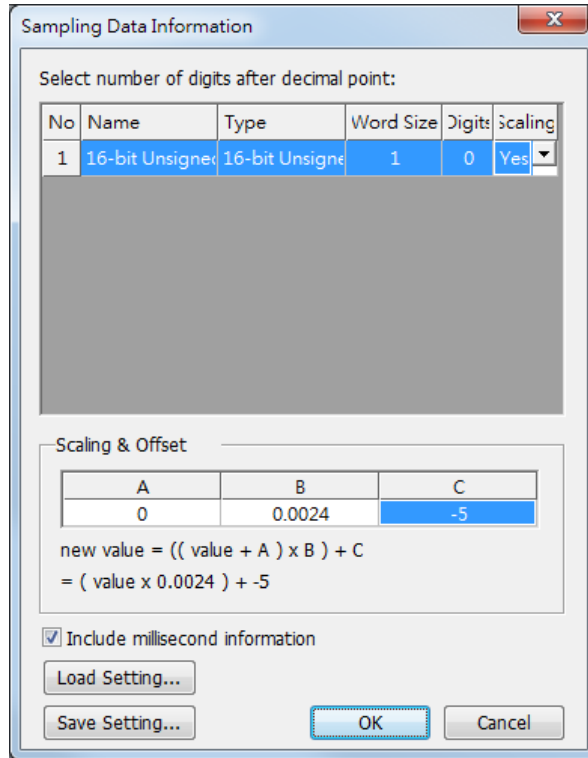 Sampling Data Information
Select number of digits after decimal point:
No Name Type Word Size Digits Scaling
1 16-bit Unsigned 16-bit Unsigne 1 0 Yes
Scaling & Offset
A B C
0 0.0024 -5
new value = (( value + A ) x B ) + C
= ( value x 0.0024 ) + -5
Include millisecond information
Load Setting...
Save Setting... OK Cancel